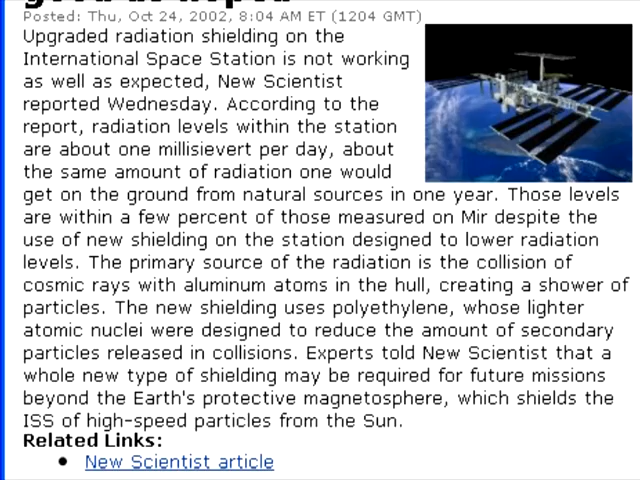 Posted: Thu, Oct 24, 2002, 8:04 AM ET (1204 GMT)
Upgraded radiation shielding on the
International Space Station is not working
as well as expected, New Scientist
reported Wednesday. According to the
report, radiation levels within the station
are about one millisievert per day, about
the same amount of radiation one would
get on the ground from natural sources in one year. Those levels
are within a few percent of those measured on Mir despite the
use of new shielding on the station designed to lower radiation
levels. The primary source of the radiation is the collision of
cosmic rays with aluminum atoms in the hull, creating a shower of
particles. The new shielding uses polyethylene, whose lighter
atomic nuclei were designed to reduce the amount of secondary
particles released in collisions. Experts told New Scientist that a
whole new type of shielding may be required for future missions
beyond the Earth's protective magnetosphere, which shields the
ISS of high-speed particles from the Sun.
Related Links:
New Scientist article